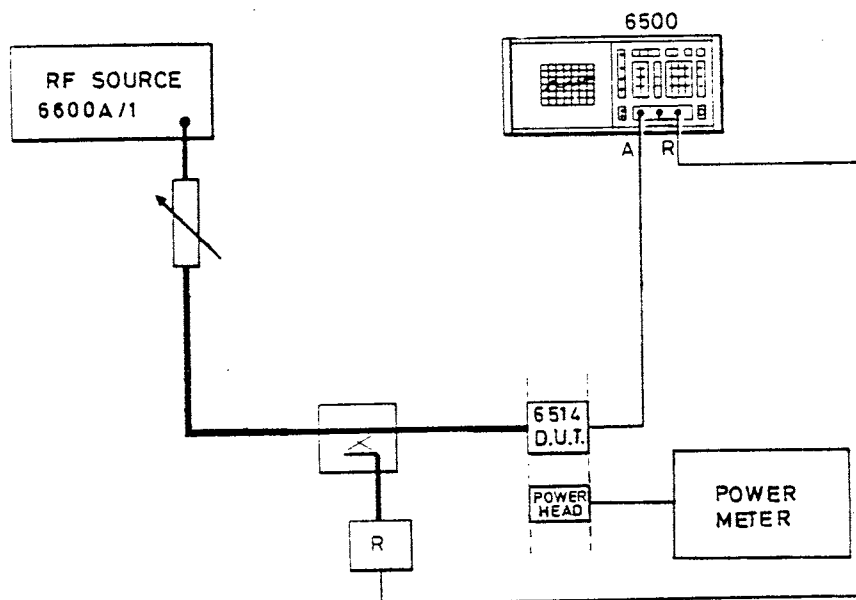 6500
RF SOURCE
6600A/1
A R
6514
D.U.T.
POWER
HEAD
POWER
METER
R